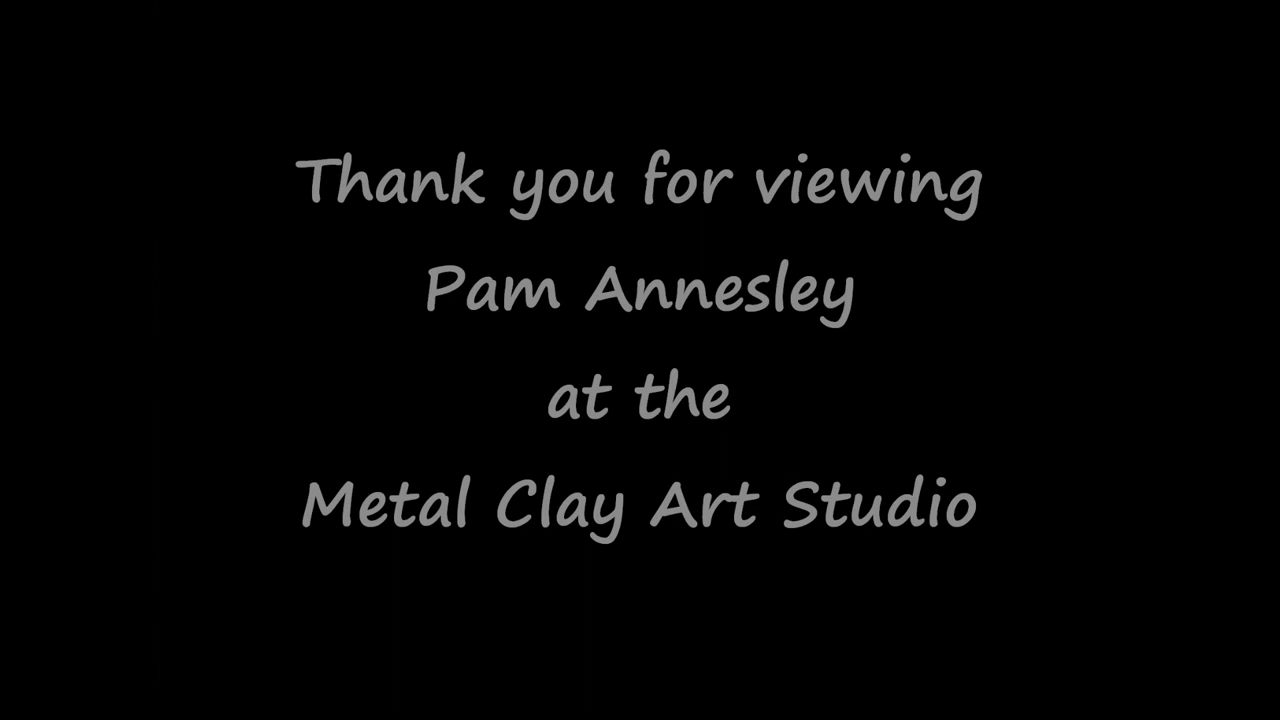 Thank you for viewing
Pam Annesley
at the
Metal Clay Art Studio